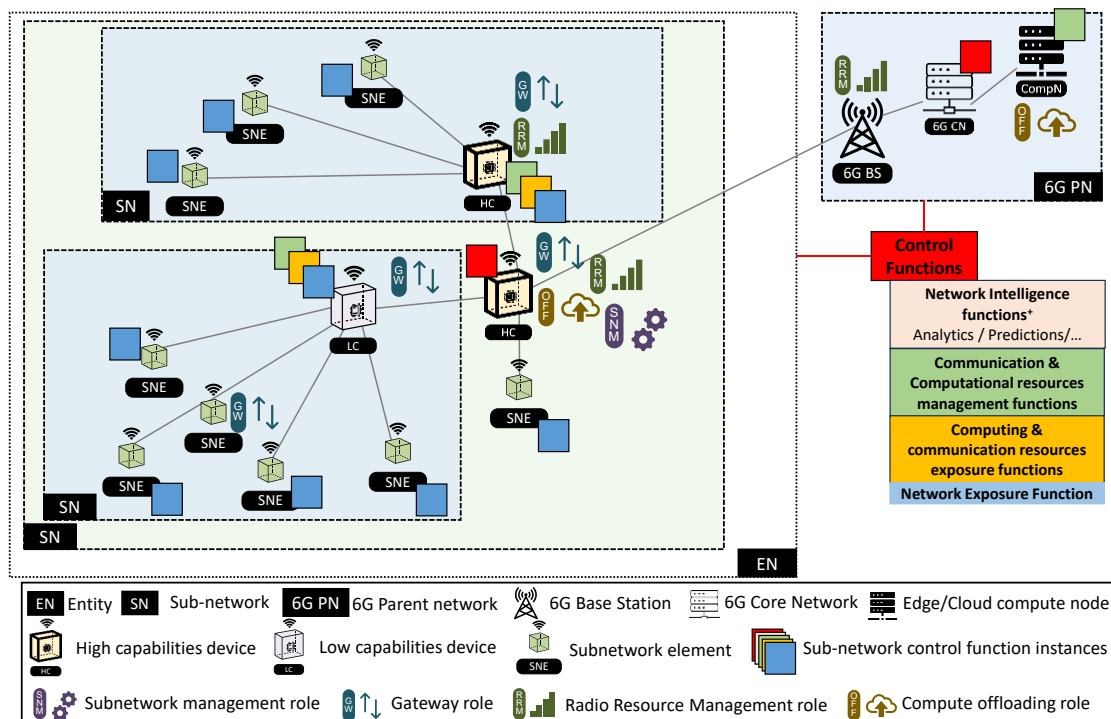 SNE
SNE
SNE
GW
RRM
HC
SN
RRM
6G BS
6G CN
CompN
OFF
6G PN
GW
LC
GW
RRM
OFF
SNM
HC
SNE
SNE
SNE
GW
SNE
SNE
SNE
SN
SN
EN
Control
Functions
Network Intelligence
functions⁺
Analytics / Predictions/...
Communication &
Computational resources
management functions
Computing &
communication resources
exposure functions
Network Exposure Function
EN Entity SN Sub-network 6G PN 6G Parent network 6G Base Station 6G Core Network Edge/Cloud compute node
HC High capabilities device LC Low capabilities device SNE Subnetwork element Sub-network control function instances
SNM Subnetwork management role GW Gateway role RRM Radio Resource Management role OFF Compute offloading role